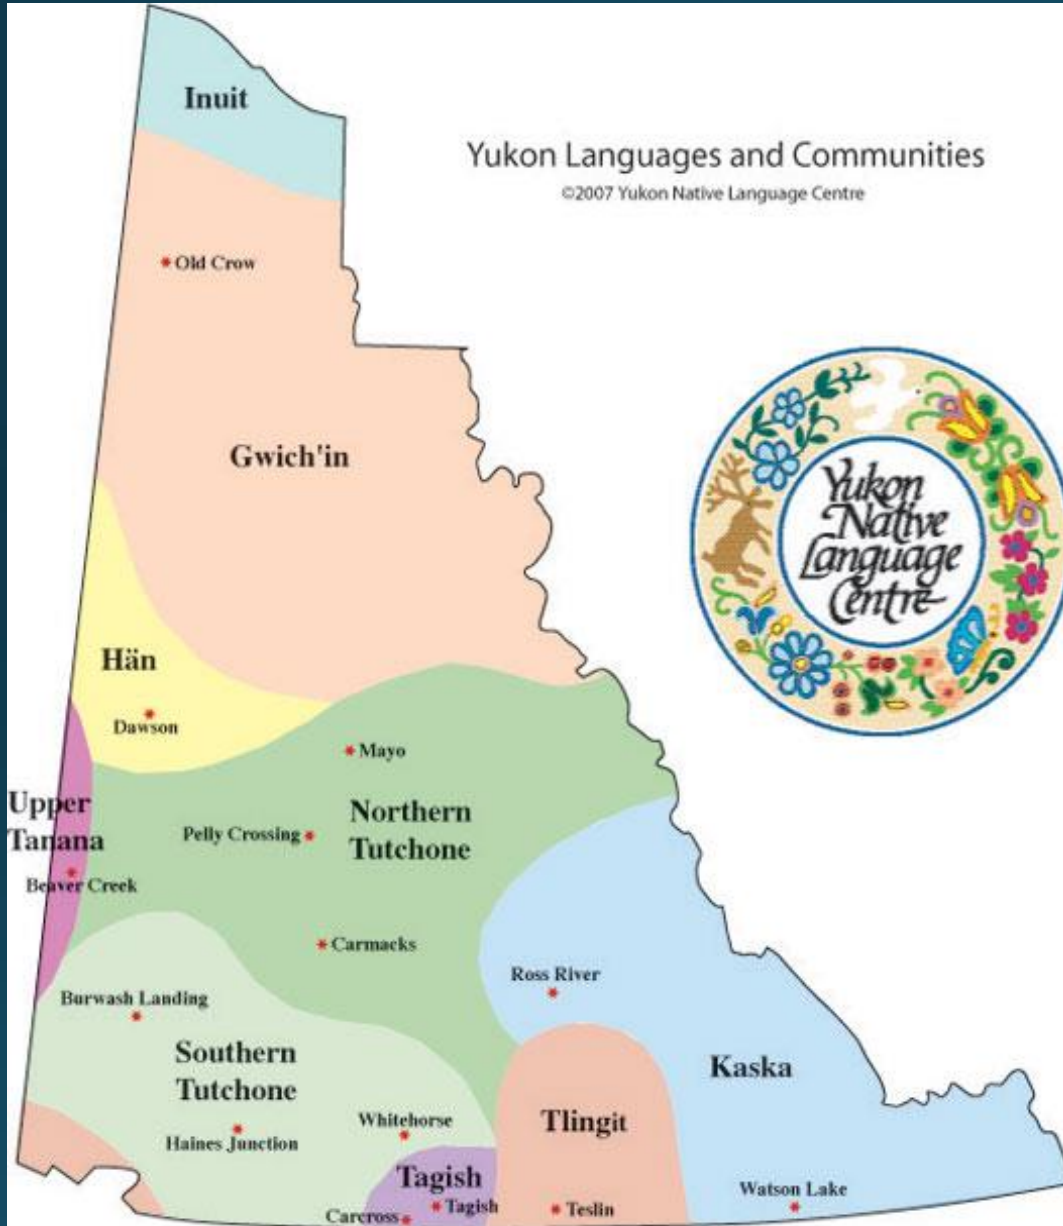 Inuit
Yukon Languages and Communities
©2007 Yukon Native Language Centre
Old Crow
Gwich'in
Yukon
Native
Language
Centre
Hän
Dawson
Mayo
Upper
Tanana
Northern
Tutchone
Pelly Crossing
Beaver Creek
Carmacks
Ross River
Burwash Landing
Southern
Tutchone
Kaska
Whitehorse
Tlingit
Haines Junction
Tagish
Watson Lake
Tagish
Teslin
Carcross